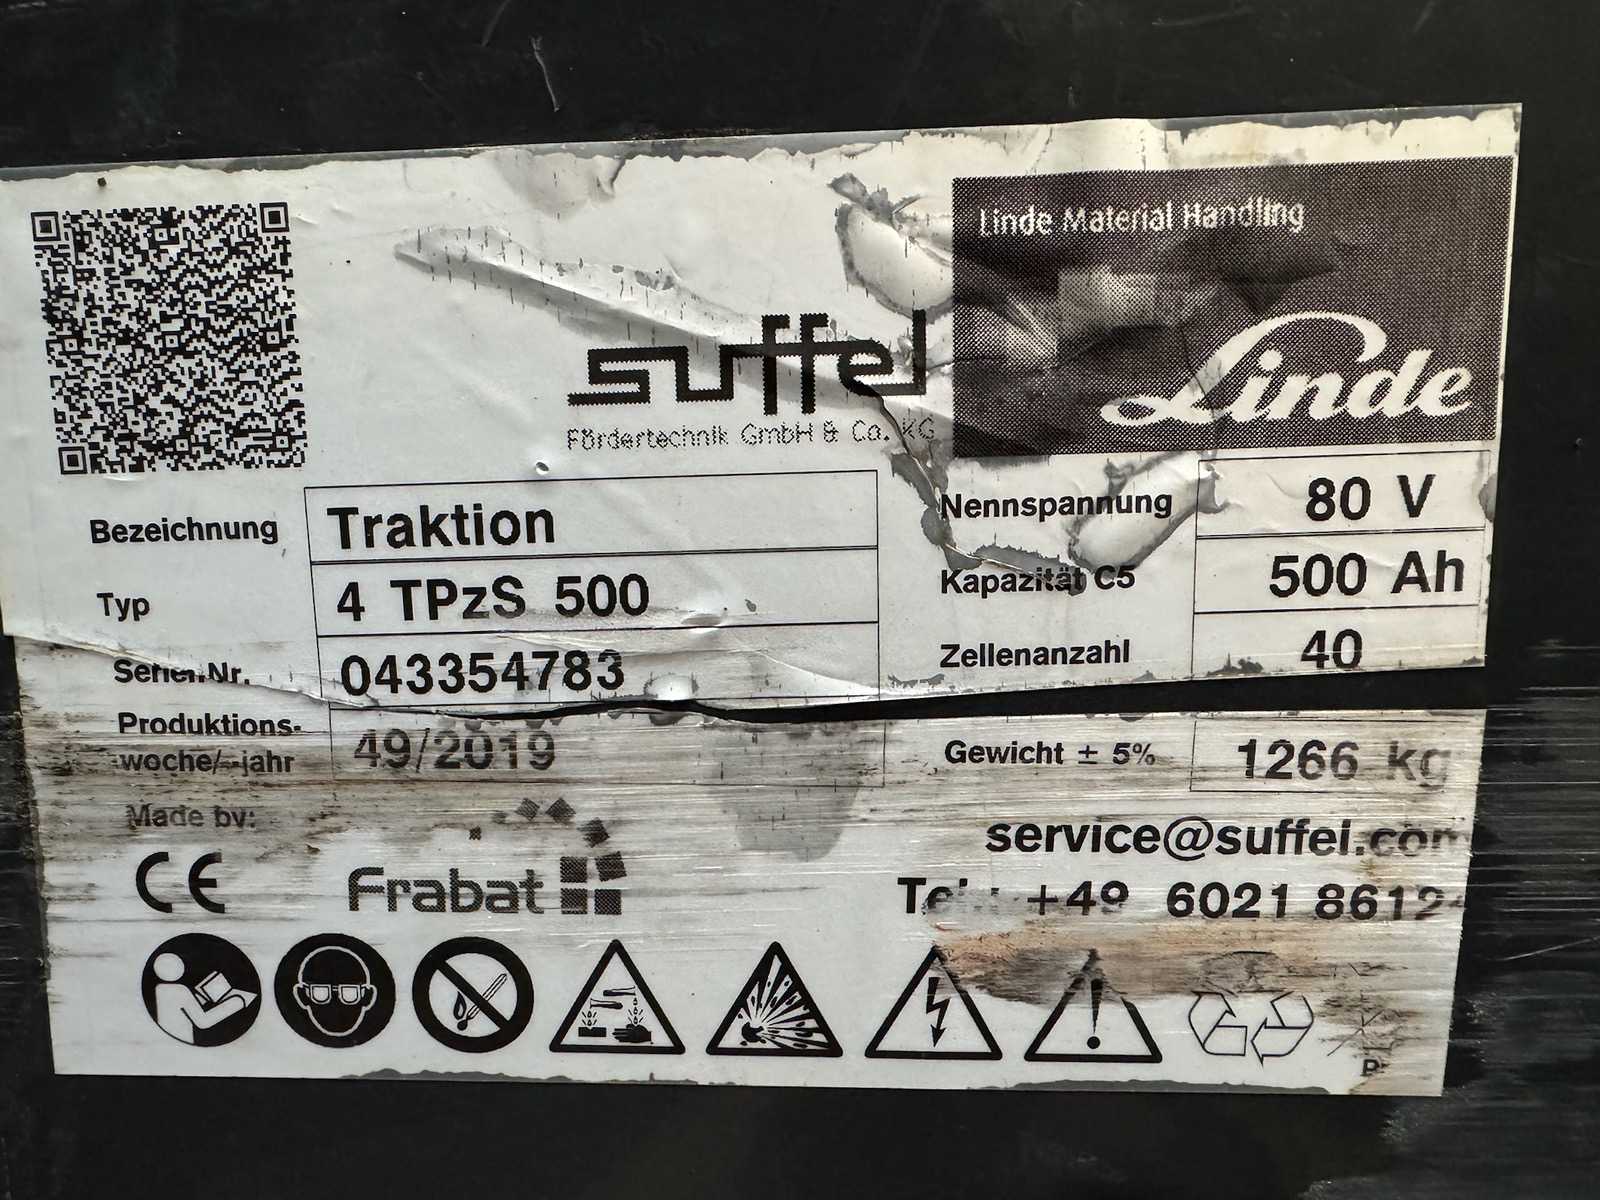 Linde Material Handling
Linde
suffel
Fördertechnik GmbH & Co. KG
Bezeichnung Traktion
Typ 4 TPzS 500
Serien.Nr. 043354783
Produktions-
woche/-jahr 49/2019
Nennspannung 80 V
Kapazität C5 500 Ah
Zellenanzahl 40
Gewicht ± 5% 1266 kg
Made by:
CE Frabat
service@suffel.com
Tel.: +49 6021 86124